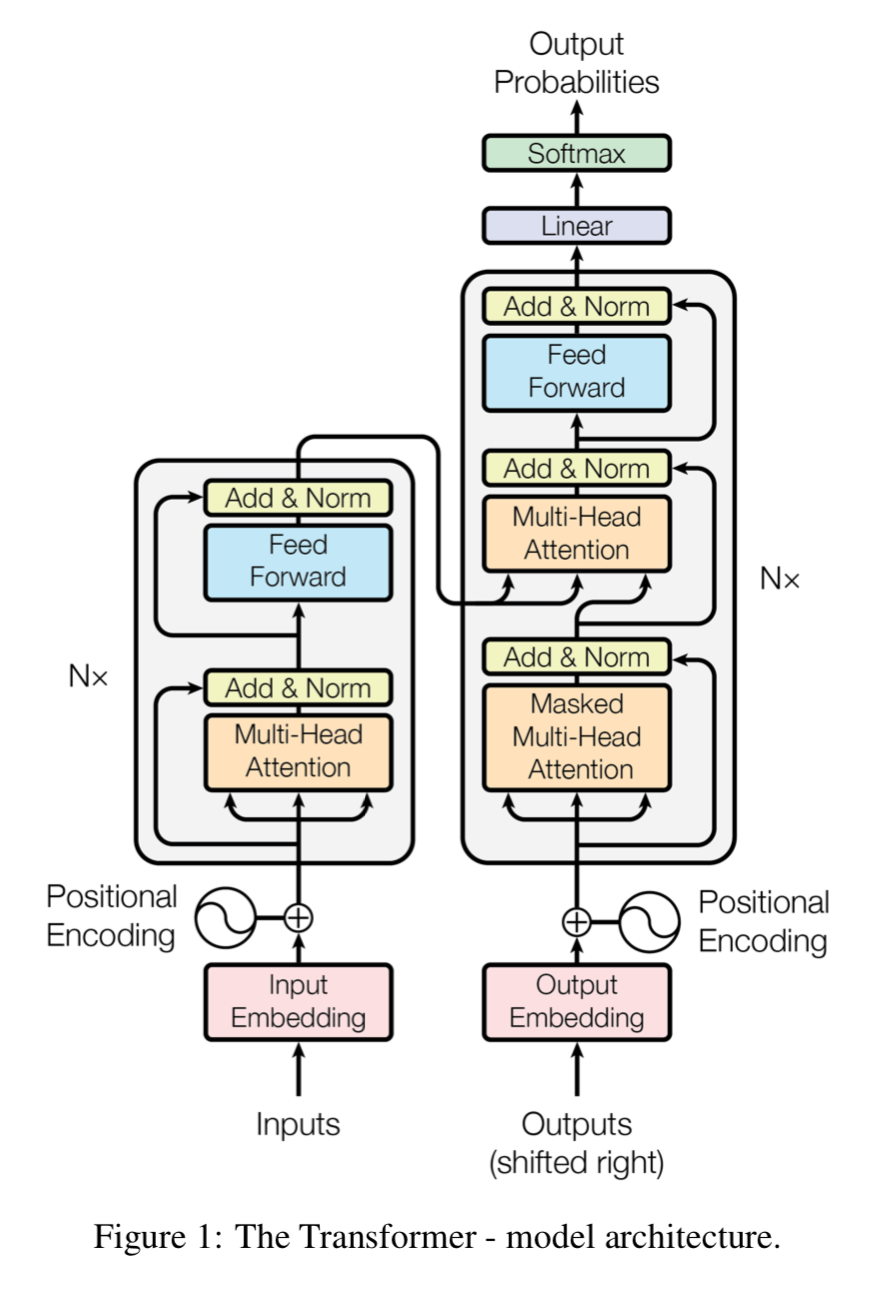 Output
Probabilities
Softmax
Linear
Add & Norm
Feed
Forward
Add & Norm
Multi-Head
Attention
N×
Add & Norm
Masked
Multi-Head
Attention
Add & Norm
Feed
Forward
N×
Add & Norm
Multi-Head
Attention
Positional
Encoding
Positional
Encoding
Input
Embedding
Output
Embedding
Inputs
Outputs
(shifted right)
Figure 1: The Transformer - model architecture.